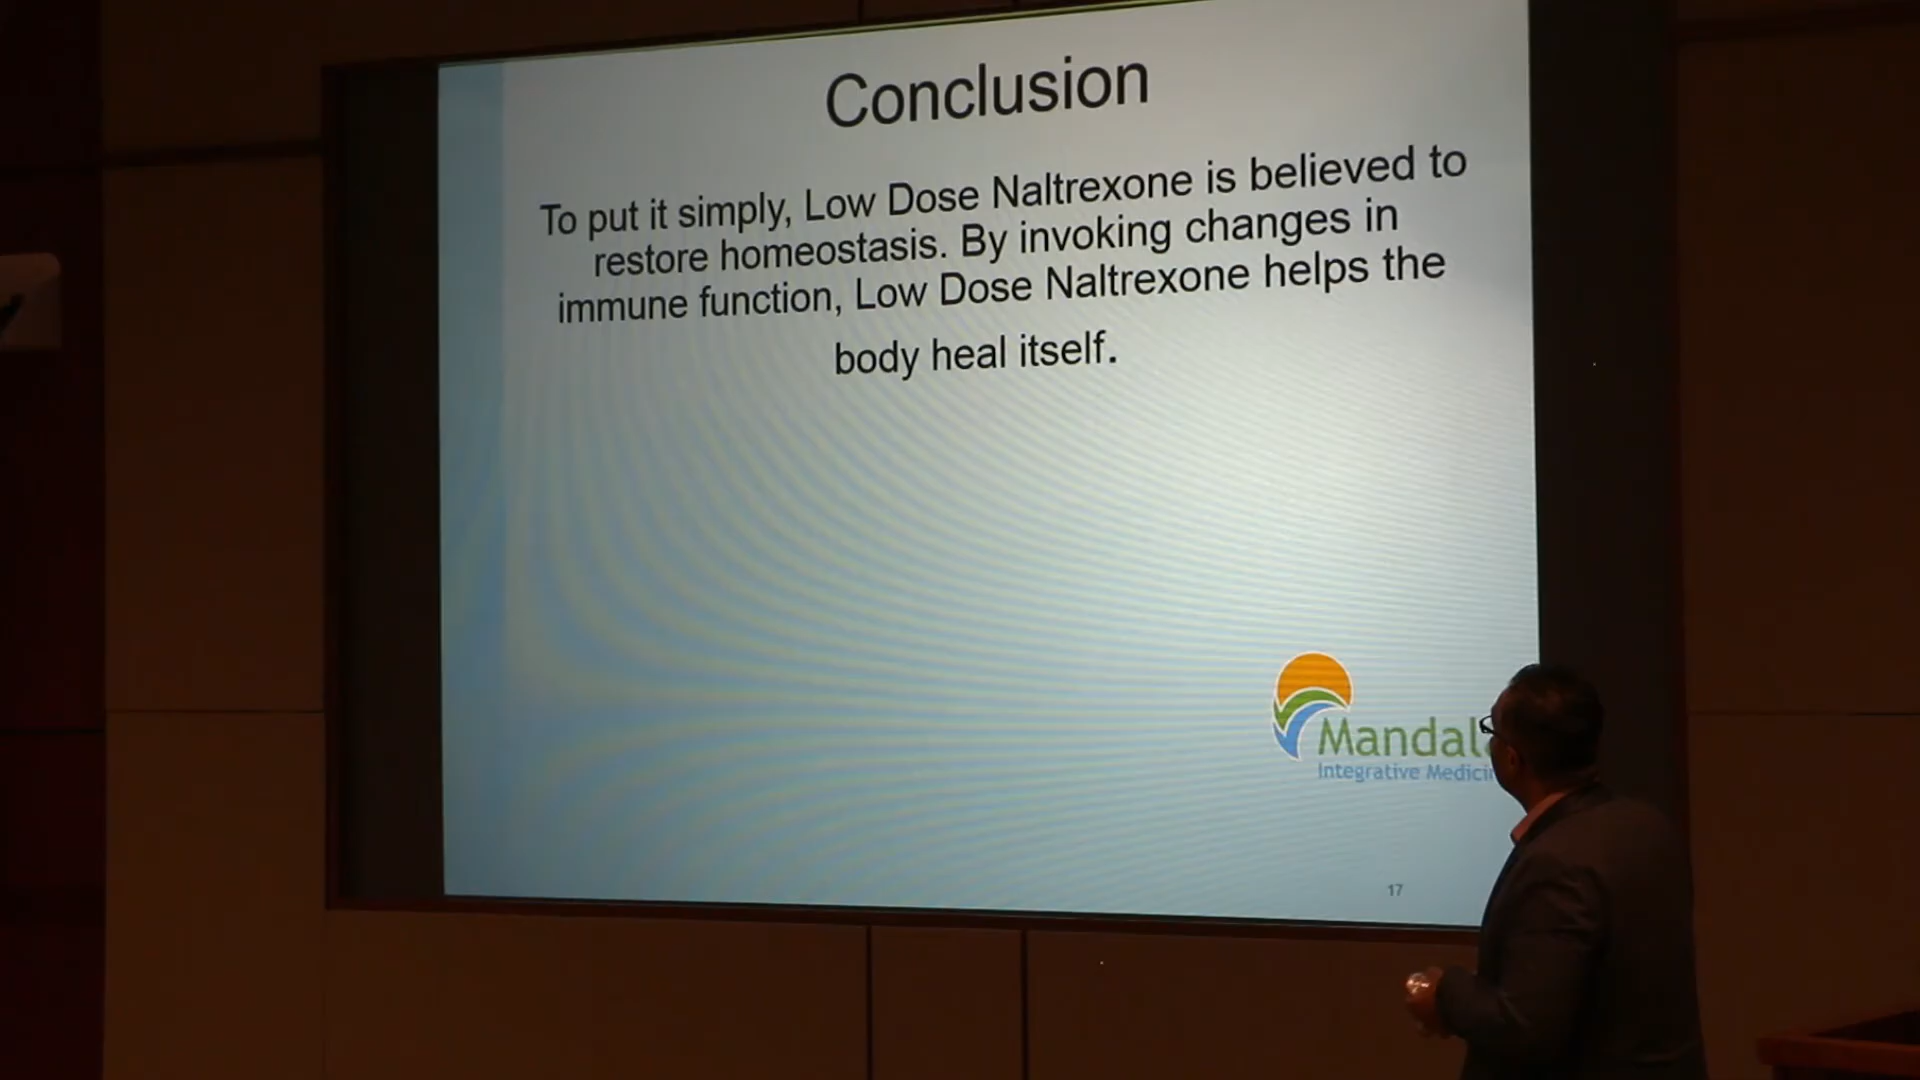 Conclusion
To put it simply, Low Dose Naltrexone is believed to
restore homeostasis. By invoking changes in
immune function, Low Dose Naltrexone helps the
body heal itself.
Mandal
Integrative Medici
17